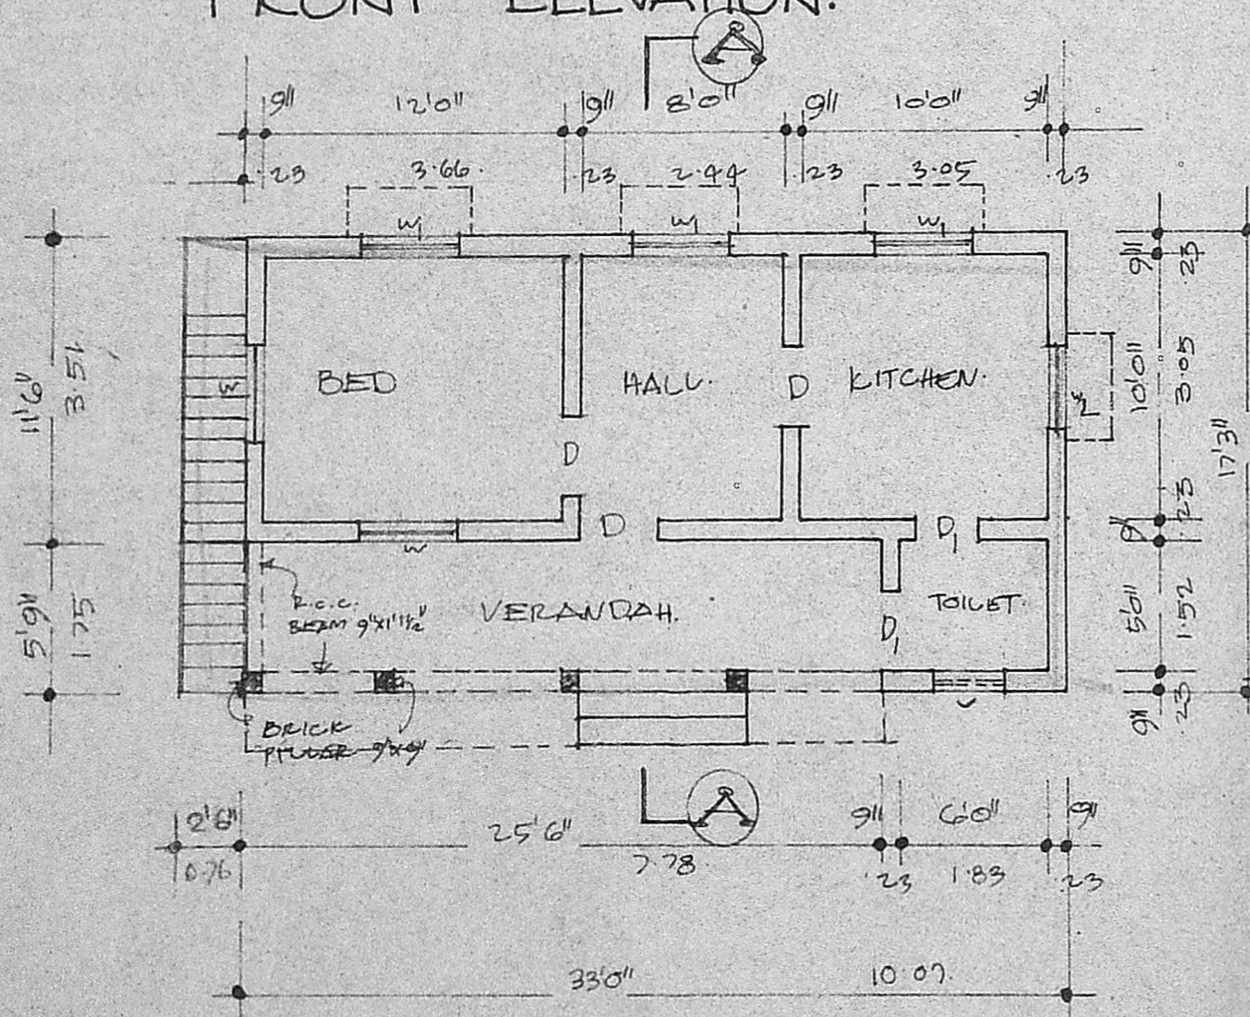 FRONT ELEVATION.
A
9" 12'0" 9" 8'0" 9" 10'0" 9"
.23 3.66. .23 2.44 .23 3.05 .23
W1 W1 W1
9" .23
11'6" 3.51
W
BED
HALL.
D
KITCHEN.
W2
10'0" 3.05
17'3"
D
D
D1
9" .23
W
5'9" 1.75
R.C.C.
BEAM 9"x1'1½"
VERANDAH.
D1
TOILET.
5'0" 1.52
V
9" .23
BRICK
PILLAR 9"x9"
A
2'6" 25'6" 9" 6'0" 9"
0.76 7.78. .23 1.83 .23
33'0" 10.07.